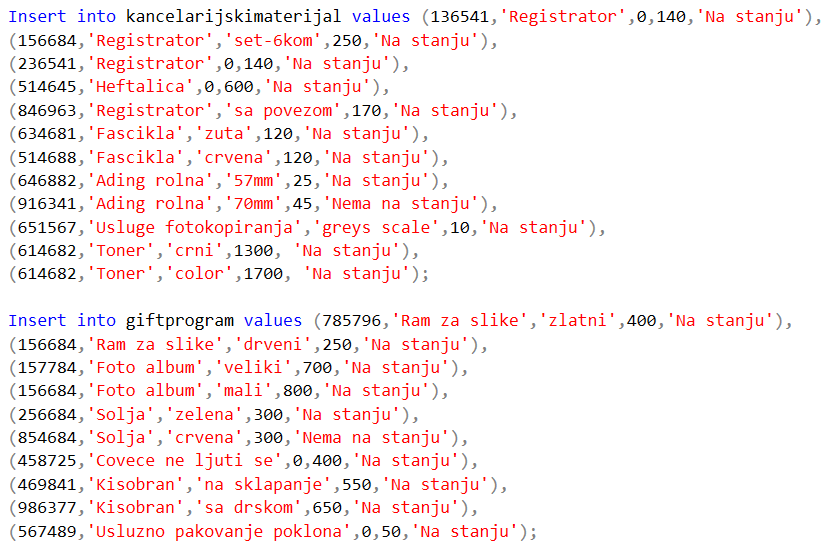 Insert into kancelarijskimaterijal values (136541,'Registrator',0,140,'Na stanju'),
(156684,'Registrator','set-6kom',250,'Na stanju'),
(236541,'Registrator',0,140,'Na stanju'),
(514645,'Heftalica',0,600,'Na stanju'),
(846963,'Registrator','sa povezom',170,'Na stanju'),
(634681,'Fascikla','zuta',120,'Na stanju'),
(514688,'Fascikla','crvena',120,'Na stanju'),
(646882,'Ading rolna','57mm',25,'Na stanju'),
(916341,'Ading rolna','70mm',45,'Nema na stanju'),
(651567,'Usluge fotokopiranja','greys scale',10,'Na stanju'),
(614682,'Toner','crni',1300, 'Na stanju'),
(614682,'Toner','color',1700, 'Na stanju');

Insert into giftprogram values (785796,'Ram za slike','zlatni',400,'Na stanju'),
(156684,'Ram za slike','drveni',250,'Na stanju'),
(157784,'Foto album','veliki',700,'Na stanju'),
(156684,'Foto album','mali',800,'Na stanju'),
(256684,'Solja','zelena',300,'Na stanju'),
(854684,'Solja','crvena',300,'Nema na stanju'),
(458725,'Covece ne ljuti se',0,400,'Na stanju'),
(469841,'Kisobran','na sklapanje',550,'Na stanju'),
(986377,'Kisobran','sa drskom',650,'Na stanju'),
(567489,'Usluzno pakovanje poklona',0,50,'Na stanju');